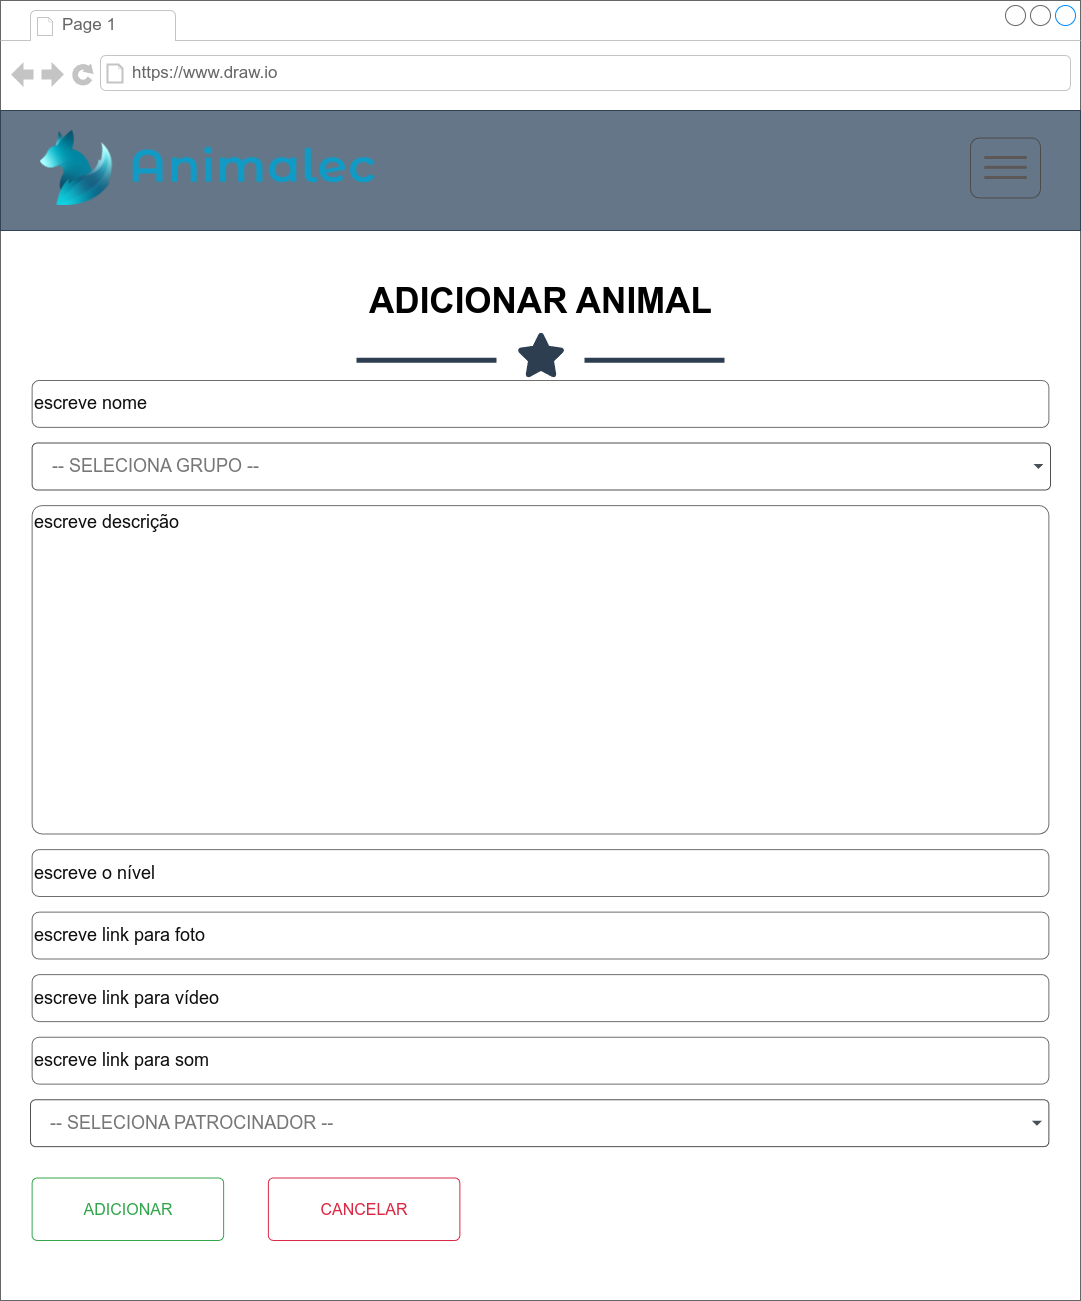 Page 1
https://www.draw.io
Animalec
ADICIONAR ANIMAL
escreve nome
-- SELECIONA GRUPO --
escreve descrição
escreve o nível
escreve link para foto
escreve link para vídeo
escreve link para som
-- SELECIONA PATROCINADOR --
ADICIONAR CANCELAR